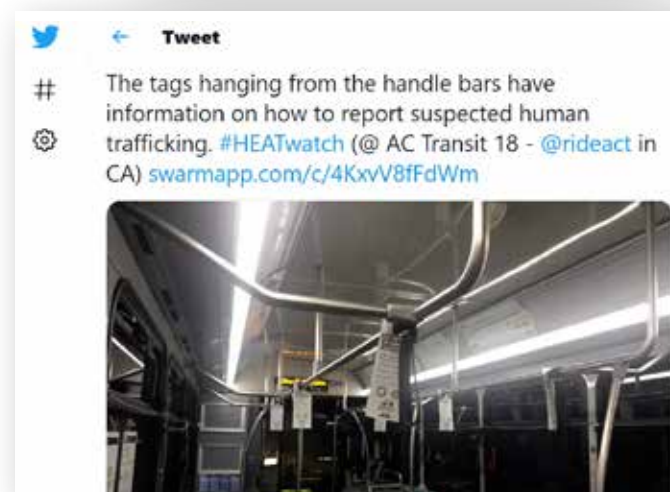 Tweet
The tags hanging from the handle bars have
information on how to report suspected human
trafficking. #HEATwatch (@ AC Transit 18 - @rideact in
CA) swarmapp.com/c/4KxvV8fFdWm